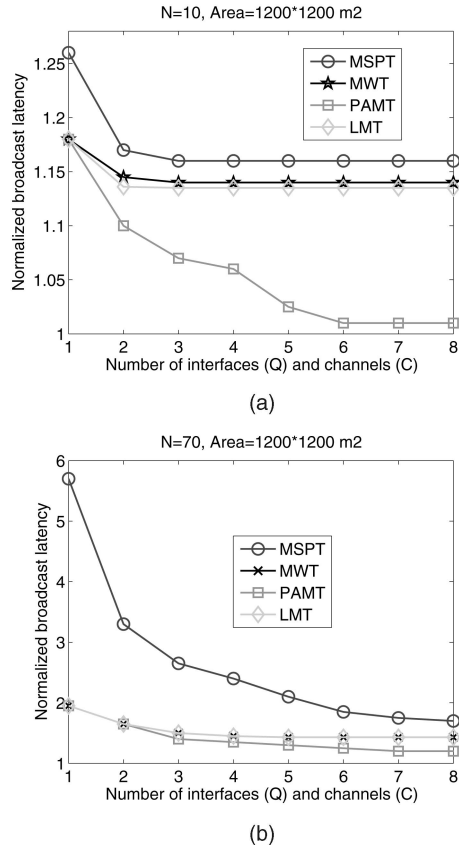 N=10, Area=1200*1200 m2
Normalized broadcast latency
1.25
1.2
1.15
1.1
1.05
1
MSPT
MWT
PAMT
LMT
1 2 3 4 5 6 7 8
Number of interfaces (Q) and channels (C)
(a)
N=70, Area=1200*1200 m2
Normalized broadcast latency
6
5
4
3
2
1
MSPT
MWT
PAMT
LMT
1 2 3 4 5 6 7 8
Number of interfaces (Q) and channels (C)
(b)